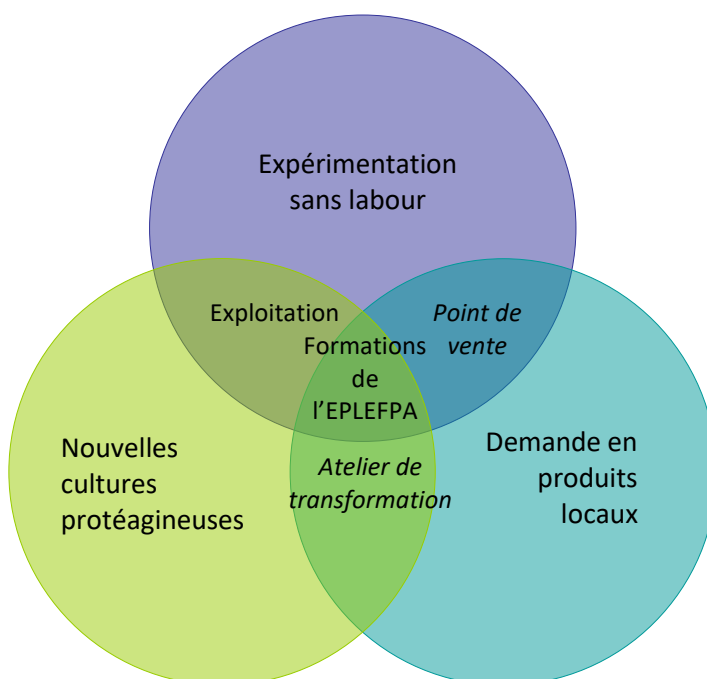 Expérimentation
sans labour
Exploitation
Point de
vente
Formations
de
l’EPLEFPA
Nouvelles
cultures
protéagineuses
Atelier de
transformation
Demande en
produits
locaux